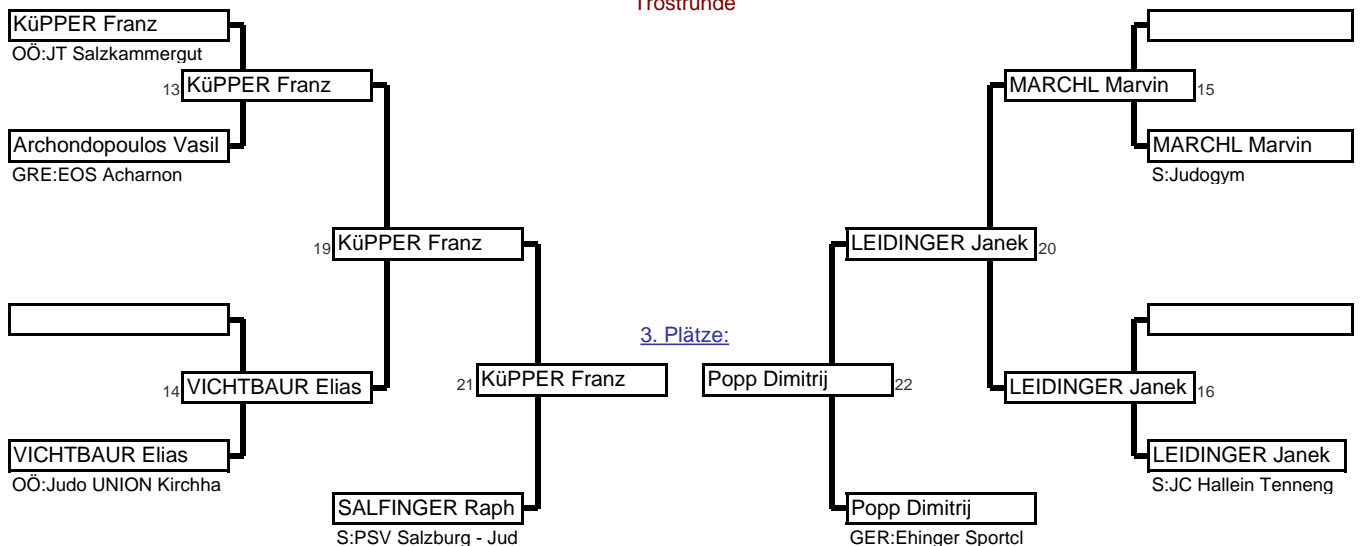 Trostrunde
KüPPER Franz
OÖ:JT Salzkammergut
13 KüPPER Franz
MARCHL Marvin 15
Archondopoulos Vasil
GRE:EOS Acharnon
MARCHL Marvin
S:Judogym
19 KüPPER Franz
LEIDINGER Janek 20
3. Plätze:
14 VICHTBAUR Elias
21 KüPPER Franz
Popp Dimitrij 22
LEIDINGER Janek 16
VICHTBAUR Elias
OÖ:Judo UNION Kirchha
LEIDINGER Janek
S:JC Hallein Tenneng
SALFINGER Raph
S:PSV Salzburg - Jud
Popp Dimitrij
GER:Ehinger Sportcl